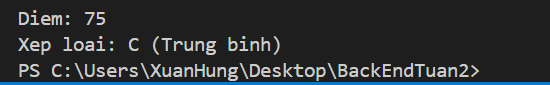 Diem: 75
Xep loai: C (Trung binh)
PS C:\Users\XuanHung\Desktop\BackEndTuan2>